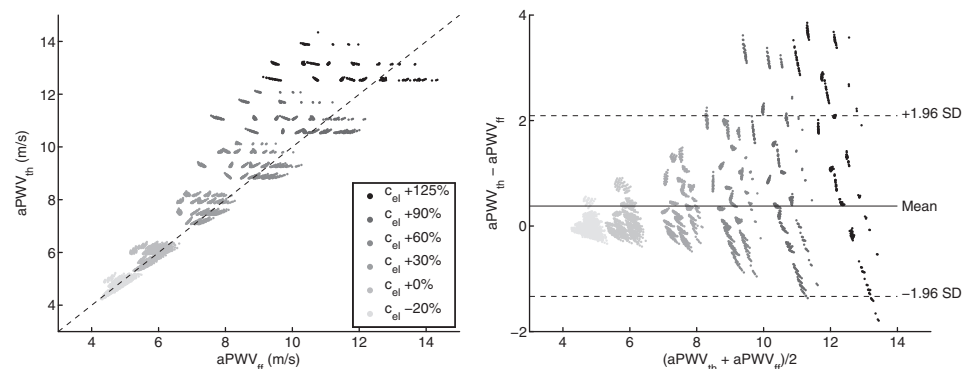 14
12
10
8
6
4
aPWV_th (m/s)
4 6 8 10 12 14
aPWV_ff (m/s)
c_el +125%
c_el +90%
c_el +60%
c_el +30%
c_el +0%
c_el −20%
4
2
0
−2
aPWV_th − aPWV_ff
+1.96 SD
Mean
−1.96 SD
4 6 8 10 12 14
(aPWV_th + aPWV_ff)/2